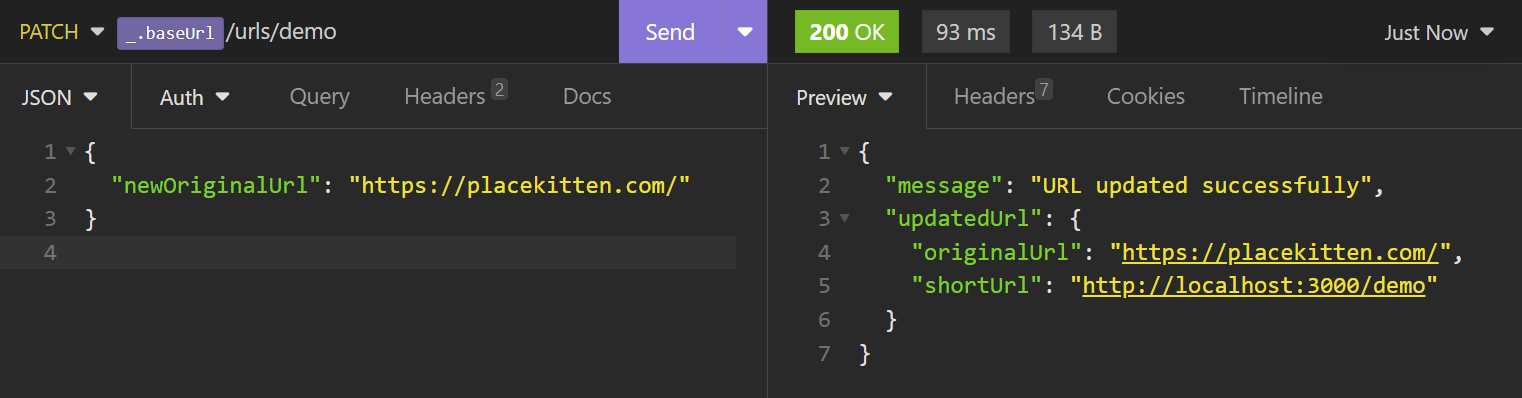 PATCH _.baseUrl /urls/demo Send 200 OK 93 ms 134 B Just Now
JSON Auth Query Headers 2 Docs Preview Headers 7 Cookies Timeline
1 {
2 "newOriginalUrl": "https://placekitten.com/"
3 }
4
1 {
2 "message": "URL updated successfully",
3 "updatedUrl": {
4 "originalUrl": "https://placekitten.com/",
5 "shortUrl": "http://localhost:3000/demo"
6 }
7 }